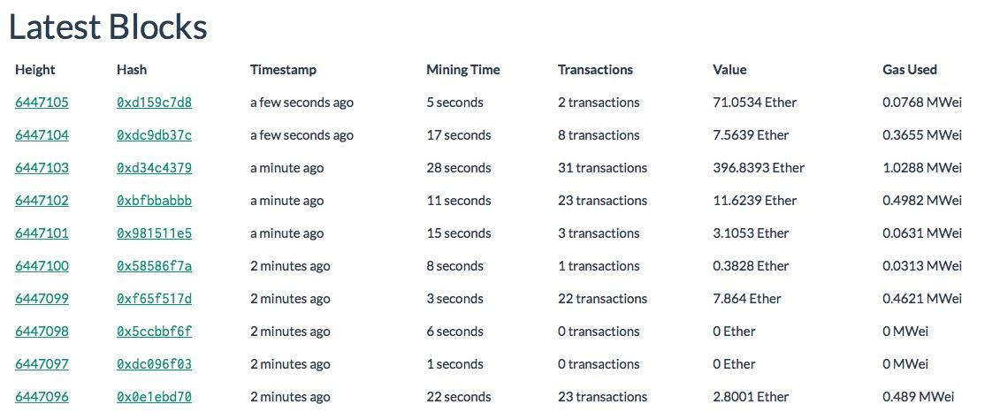 Latest Blocks
Height Hash Timestamp Mining Time Transactions Value Gas Used
6447105 0xd159c7d8 a few seconds ago 5 seconds 2 transactions 71.0534 Ether 0.0768 MWei
6447104 0xdc9db37c a few seconds ago 17 seconds 8 transactions 7.5639 Ether 0.3655 MWei
6447103 0xd34c4379 a minute ago 28 seconds 31 transactions 396.8393 Ether 1.0288 MWei
6447102 0xbfbbabbb a minute ago 11 seconds 23 transactions 11.6239 Ether 0.4982 MWei
6447101 0x981511e5 a minute ago 15 seconds 3 transactions 3.1053 Ether 0.0631 MWei
6447100 0x58586f7a 2 minutes ago 8 seconds 1 transactions 0.3828 Ether 0.0313 MWei
6447099 0xf65f517d 2 minutes ago 3 seconds 22 transactions 7.864 Ether 0.4621 MWei
6447098 0x5ccbbf6f 2 minutes ago 6 seconds 0 transactions 0 Ether 0 MWei
6447097 0xdc096f03 2 minutes ago 1 seconds 0 transactions 0 Ether 0 MWei
6447096 0x0e1ebd70 2 minutes ago 22 seconds 23 transactions 2.8001 Ether 0.489 MWei